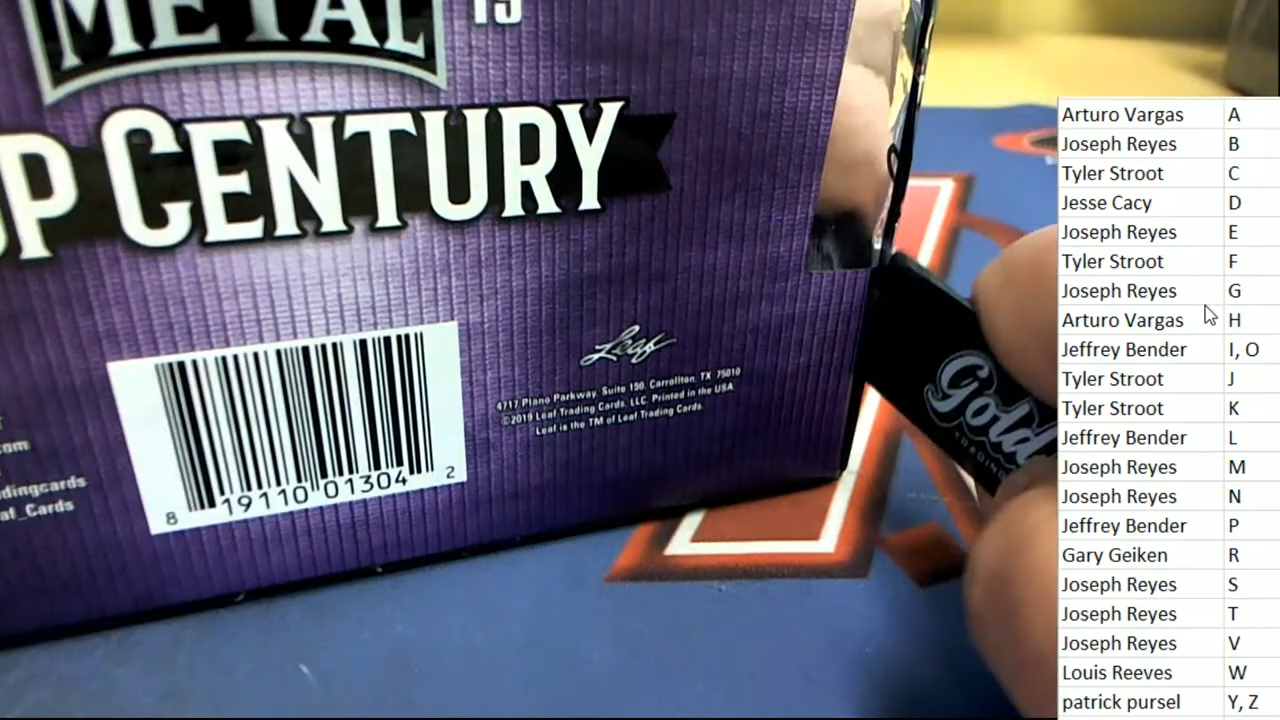 METAL 19
CENTURY
8 19110 01304 2
Leaf
4717 Plano Parkway, Suite 150, Carrollton, TX 75010
©2019 Leaf Trading Cards, LLC. Printed in the USA
Leaf is the TM of Leaf Trading Cards.
Gold
Arturo Vargas A
Joseph Reyes B
Tyler Stroot C
Jesse Cacy D
Joseph Reyes E
Tyler Stroot F
Joseph Reyes G
Arturo Vargas H
Jeffrey Bender I, O
Tyler Stroot J
Tyler Stroot K
Jeffrey Bender L
Joseph Reyes M
Joseph Reyes N
Jeffrey Bender P
Gary Geiken R
Joseph Reyes S
Joseph Reyes T
Joseph Reyes V
Louis Reeves W
patrick pursel Y, Z